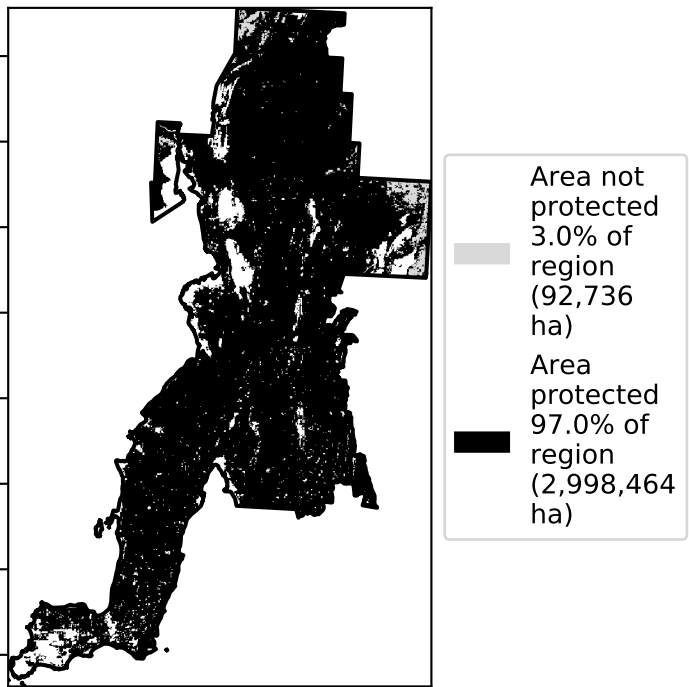 Area not
protected
3.0% of
region
(92,736
ha)
Area
protected
97.0% of
region
(2,998,464
ha)